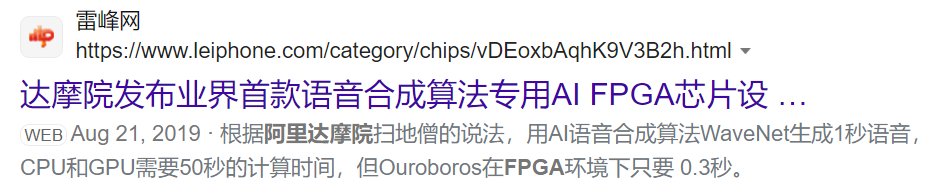 雷峰网
https://www.leiphone.com/category/chips/vDEoxbAqhK9V3B2h.html
达摩院发布业界首款语音合成算法专用AI FPGA芯片设 ...
WEB Aug 21, 2019 · 根据阿里达摩院扫地僧的说法，用AI语音合成算法WaveNet生成1秒语音，
CPU和GPU需要50秒的计算时间，但Ouroboros在FPGA环境下只要 0.3秒。